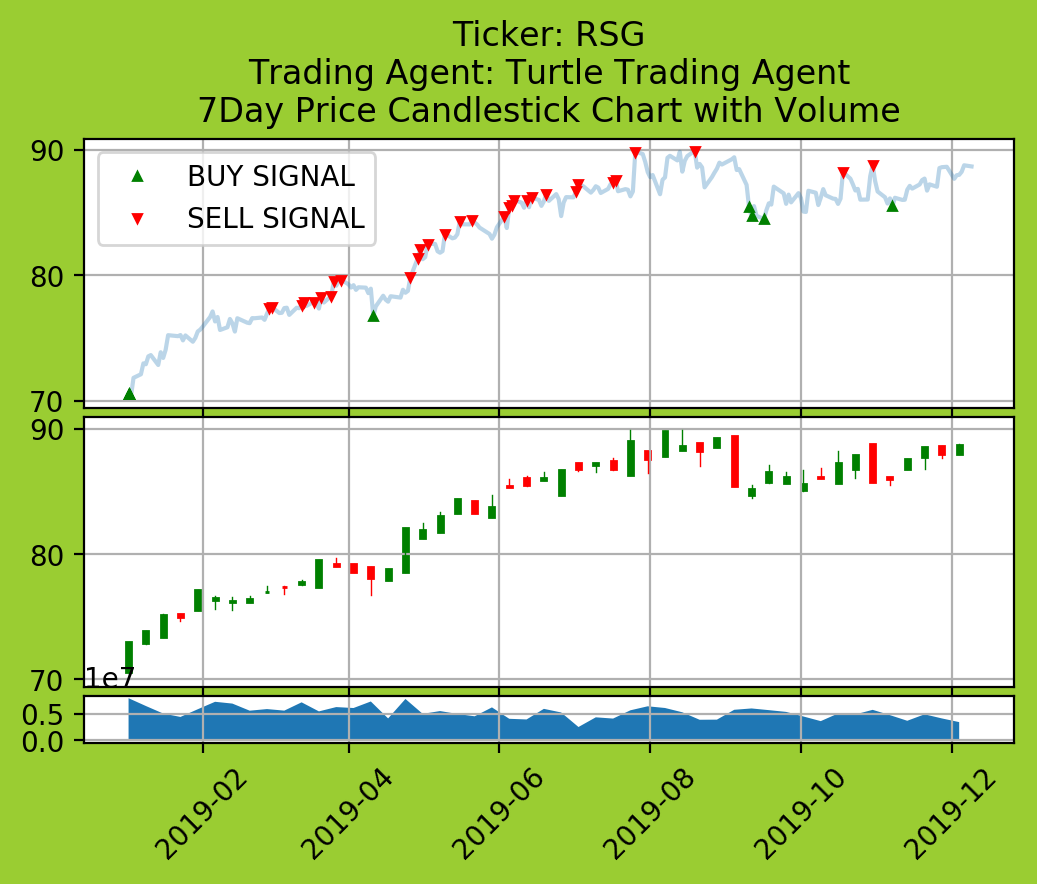 Ticker: RSG
Trading Agent: Turtle Trading Agent
7Day Price Candlestick Chart with Volume
90
BUY SIGNAL
SELL SIGNAL
80
70
90
80
70
1e7
0.5
0.0
2019-02
2019-04
2019-06
2019-08
2019-10
2019-12